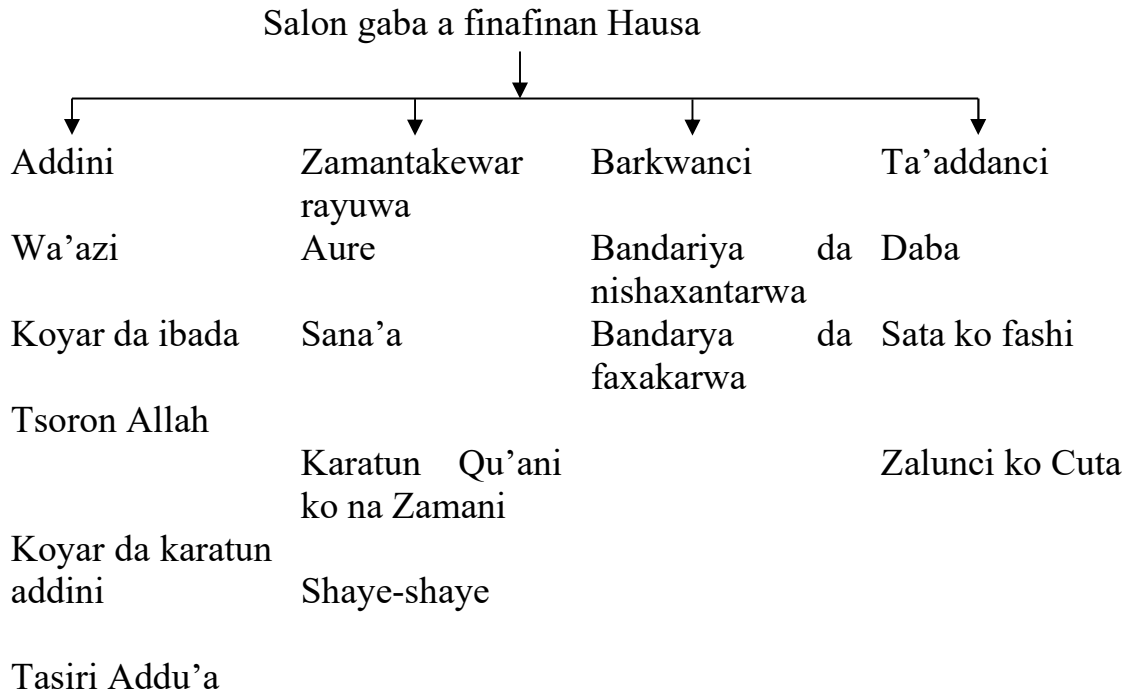 Salon gaba a finafinan Hausa
Addini Zamantakewar rayuwa Barkwanci Ta’addanci
Wa’azi Aure Bandariya da nishaxantarwa Daba
Koyar da ibada Sana’a Bandarya da faxakarwa Sata ko fashi
Tsoron Allah
Karatun Qu’ani ko na Zamani Zalunci ko Cuta
Koyar da karatun addini Shaye-shaye
Tasiri Addu’a